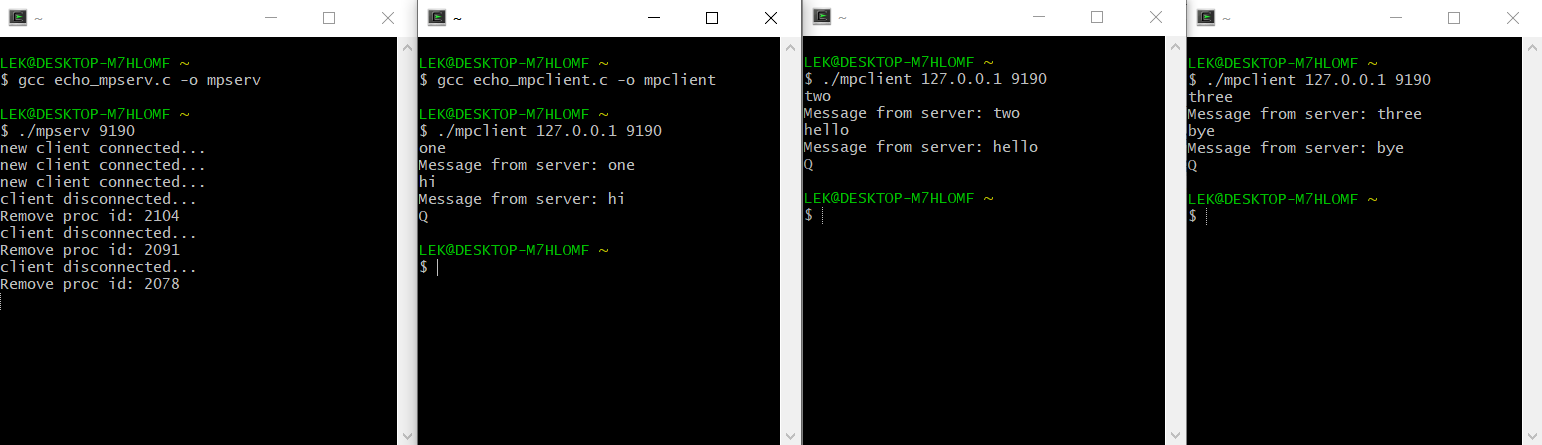 ~
LEK@DESKTOP-M7HLOMF ~
$ gcc echo_mpserv.c -o mpserv
LEK@DESKTOP-M7HLOMF ~
$ ./mpserv 9190
new client connected...
new client connected...
new client connected...
client disconnected...
Remove proc id: 2104
client disconnected...
Remove proc id: 2091
client disconnected...
Remove proc id: 2078
~
LEK@DESKTOP-M7HLOMF ~
$ gcc echo_mpclient.c -o mpclient
LEK@DESKTOP-M7HLOMF ~
$ ./mpclient 127.0.0.1 9190
one
Message from server: one
hi
Message from server: hi
Q
LEK@DESKTOP-M7HLOMF ~
$
~
LEK@DESKTOP-M7HLOMF ~
$ ./mpclient 127.0.0.1 9190
two
Message from server: two
hello
Message from server: hello
Q
LEK@DESKTOP-M7HLOMF ~
$
~
LEK@DESKTOP-M7HLOMF ~
$ ./mpclient 127.0.0.1 9190
three
Message from server: three
bye
Message from server: bye
Q
LEK@DESKTOP-M7HLOMF ~
$